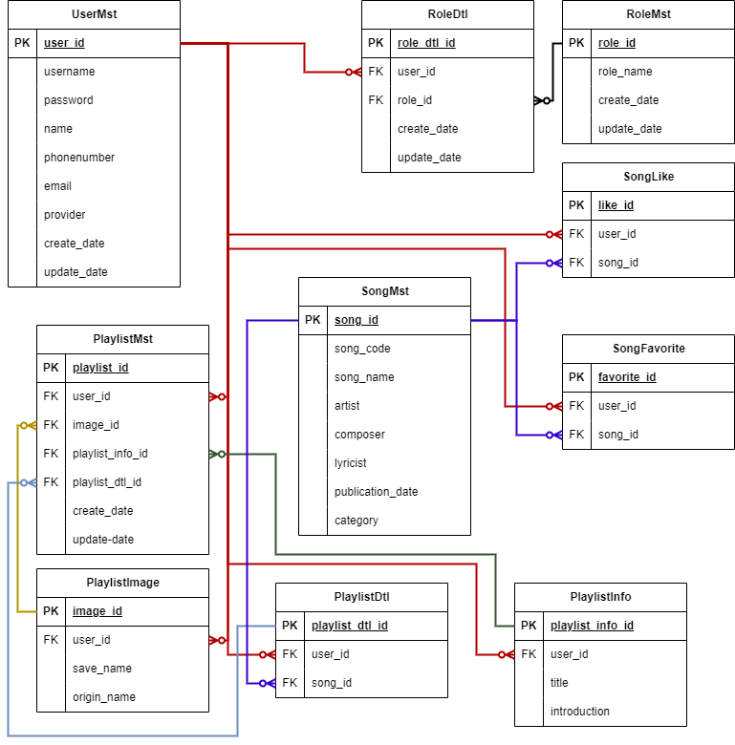 UserMst
PK user_id
username
password
name
phonenumber
email
provider
create_date
update_date
RoleDtl
PK role_dtl_id
FK user_id
FK role_id
create_date
update_date
RoleMst
PK role_id
role_name
create_date
update_date
SongLike
PK like_id
FK user_id
FK song_id
SongMst
PK song_id
song_code
song_name
artist
composer
lyricist
publication_date
category
PlaylistMst
PK playlist_id
FK user_id
FK image_id
FK playlist_info_id
FK playlist_dtl_id
create_date
update-date
SongFavorite
PK favorite_id
FK user_id
FK song_id
PlaylistImage
PK image_id
FK user_id
save_name
origin_name
PlaylistDtl
PK playlist_dtl_id
FK user_id
FK song_id
PlaylistInfo
PK playlist_info_id
FK user_id
title
introduction